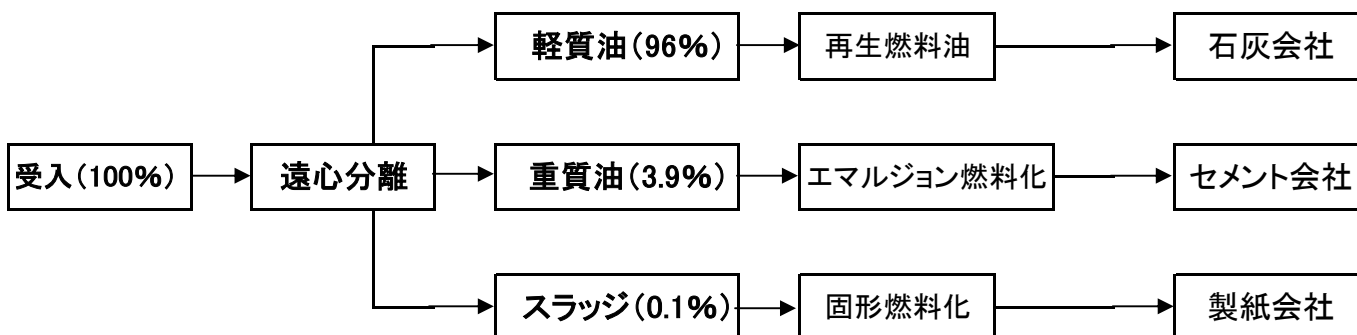 軽質油(96%)
再生燃料油
石灰会社
受入(100%)
遠心分離
重質油(3.9%)
エマルジョン燃料化
セメント会社
スラッジ(0.1%)
固形燃料化
製紙会社